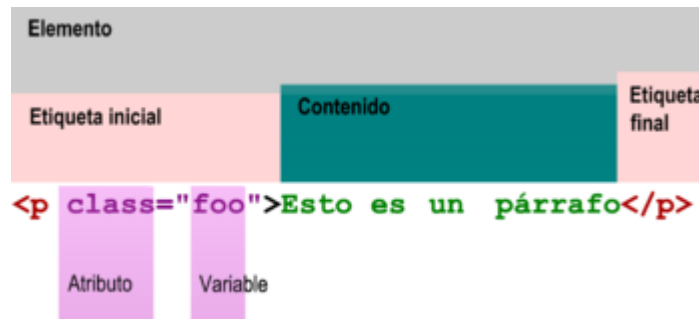 Elemento
Etiqueta inicial
Contenido
Etiqueta
final
<p class="foo">Esto es un párrafo</p>
Atributo
Variable